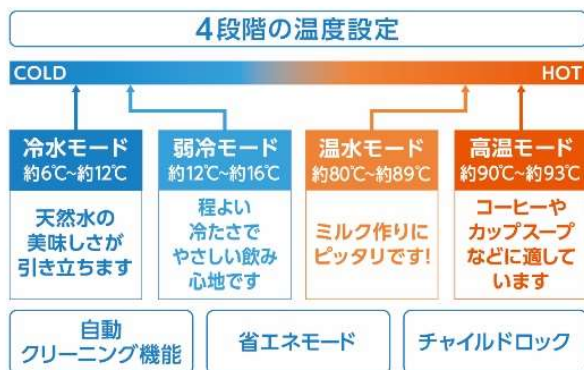 4段階の温度設定
COLD
HOT
冷水モード
約6℃~約12℃
天然水の
美味しさが
引き立ちます
弱冷モード
約12℃~約16℃
程よい
冷たさで
やさしい飲み
心地です
温水モード
約80℃~約89℃
ミルク作りに
ピッタリです!
高温モード
約90℃~約93℃
コーヒーや
カップスープ
などに適して
います
自動
クリーニング機能
省エネモード
チャイルドロック